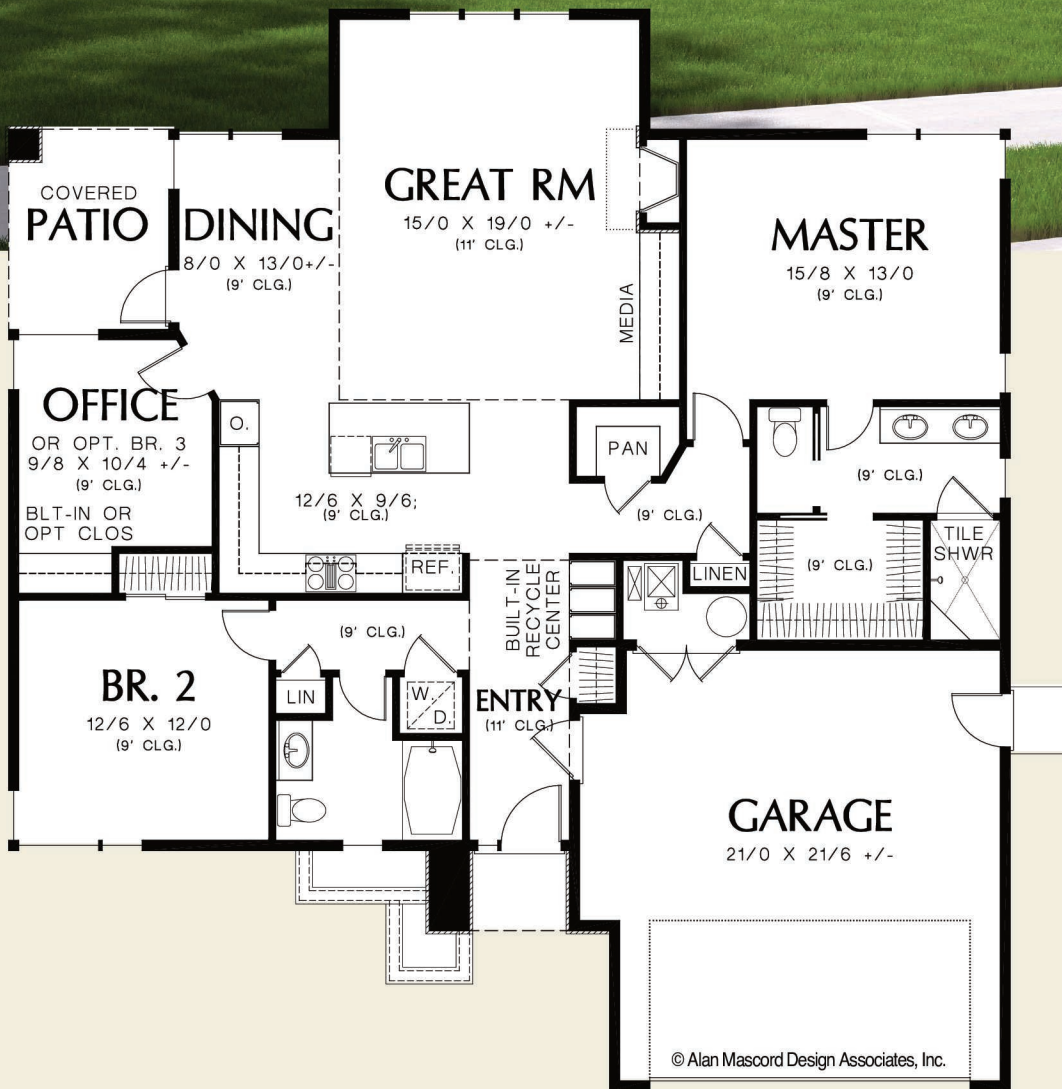 COVERED
PATIO
DINING
8/0 X 13/0+/-
(9' CLG.)
GREAT RM
15/0 X 19/0 +/-
(11' CLG.)
MEDIA
MASTER
15/8 X 13/0
(9' CLG.)
OFFICE
OR OPT. BR. 3
9/8 X 10/4 +/-
(9' CLG.)
BLT-IN OR
OPT CLOS
O.
12/6 X 9/6;
(9' CLG.)
REF.
PAN
(9' CLG.)
LINEN
(9' CLG.)
(9' CLG.)
TILE
SHWR
BUILT-IN
RECYCLE
CENTER
(9' CLG.)
BR. 2
12/6 X 12/0
(9' CLG.)
LIN
W.
D.
ENTRY
(11' CLG.)
GARAGE
21/0 X 21/6 +/-
© Alan Mascord Design Associates, Inc.